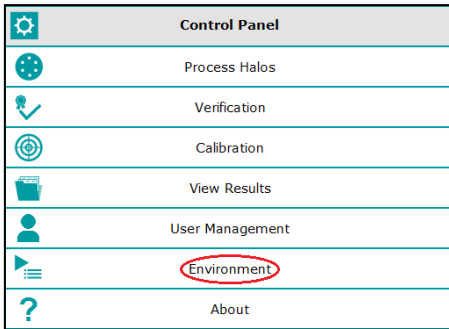 Control Panel
Process Halos
Verification
Calibration
View Results
User Management
Environment
About